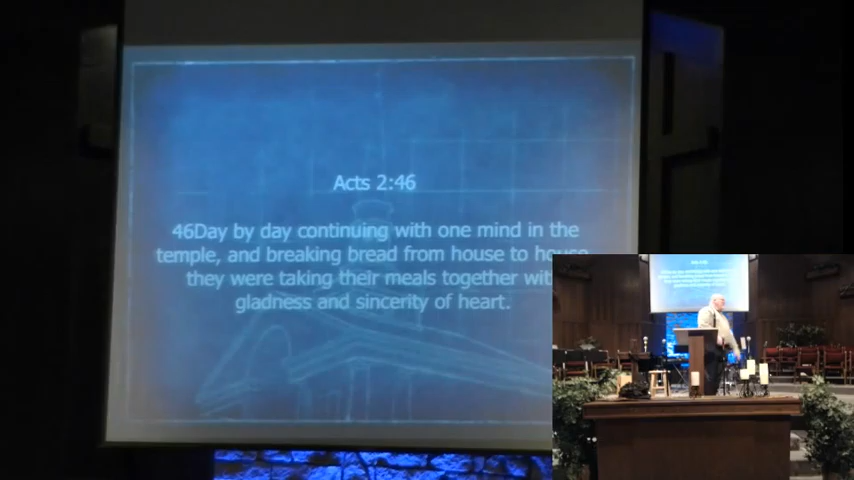 Acts 2:46
46Day by day continuing with one mind in the
temple, and breaking bread from house to house
they were taking their meals together with
gladness and sincerity of heart.